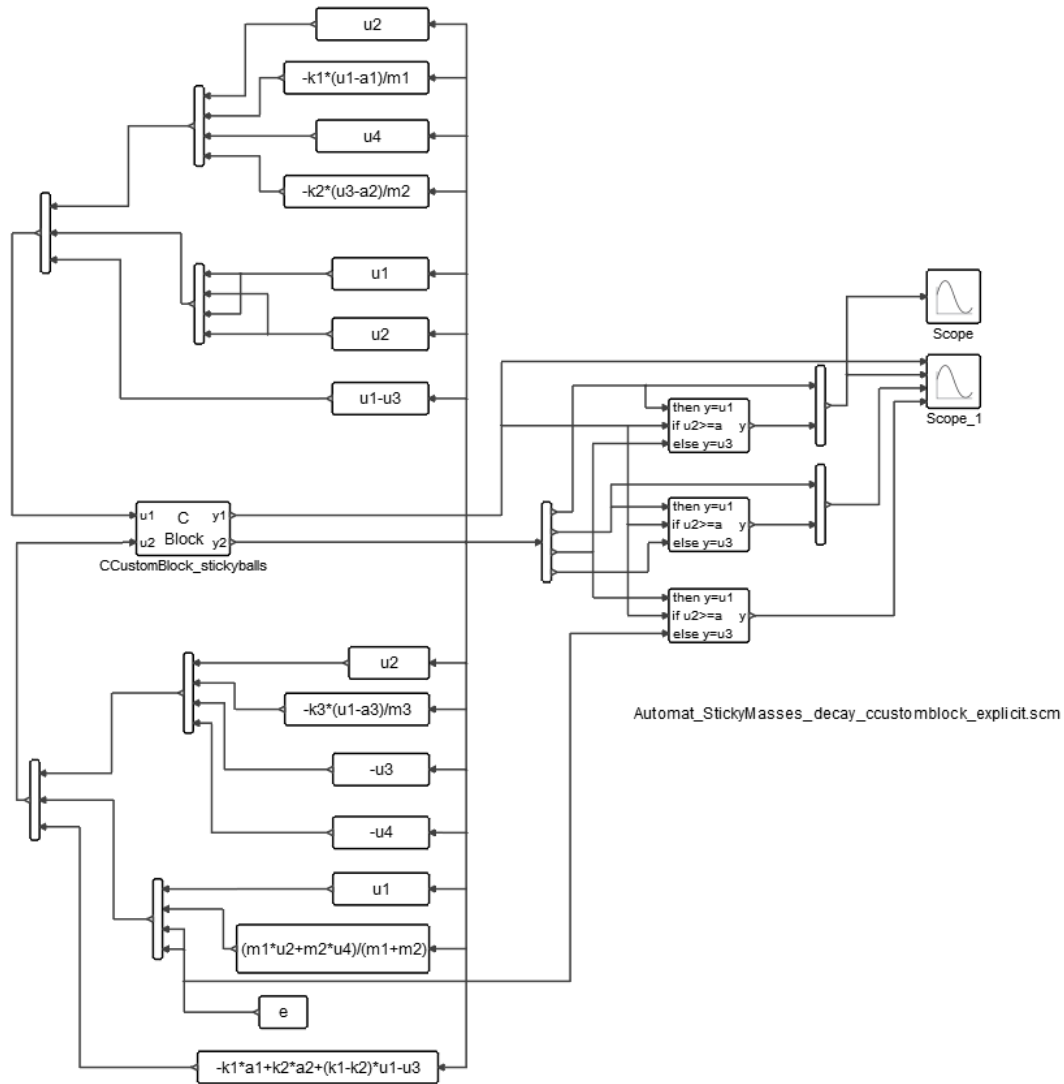 u2
-k1*(u1-a1)/m1
u4
-k2*(u3-a2)/m2
u1
u2
u1-u3
Scope
Scope_1
then y=u1
if u2>=a y
else y=u3
u1 C y1
u2 Block y2
CCustomBlock_stickyballs
then y=u1
if u2>=a y
else y=u3
then y=u1
if u2>=a y
else y=u3
u2
-k3*(u1-a3)/m3
Automat_StickyMasses_decay_ccustomblock_explicit.scm
-u3
-u4
u1
(m1*u2+m2*u4)/(m1+m2)
e
-k1*a1+k2*a2+(k1-k2)*u1-u3